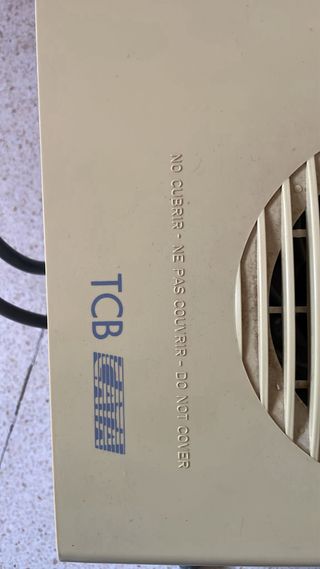 NO CUBRIR - NE PAS COUVRIR - DO NOT COVER
TCB